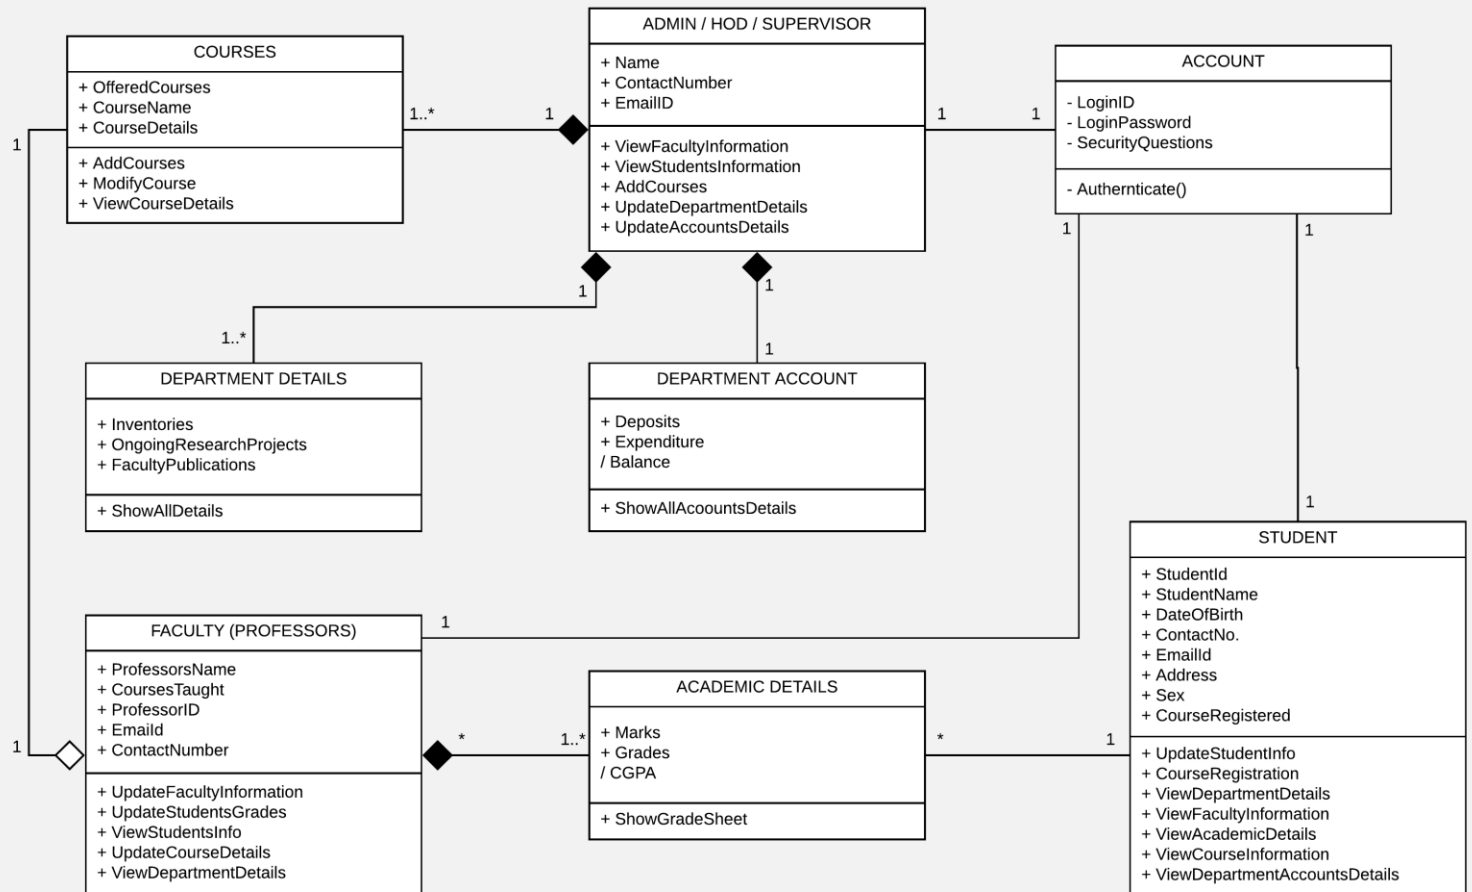 COURSES
+ OfferedCourses
+ CourseName
+ CourseDetails
+ AddCourses
+ ModifyCourse
+ ViewCourseDetails
1..*
1
ADMIN / HOD / SUPERVISOR
+ Name
+ ContactNumber
+ EmailID
+ ViewFacultyInformation
+ ViewStudentsInformation
+ AddCourses
+ UpdateDepartmentDetails
+ UpdateAccountsDetails
1
1
ACCOUNT
- LoginID
- LoginPassword
- SecurityQuestions
- Authernticate()
1
1
1
1
1
1..*
1
DEPARTMENT DETAILS
+ Inventories
+ OngoingResearchProjects
+ FacultyPublications
+ ShowAllDetails
DEPARTMENT ACCOUNT
+ Deposits
+ Expenditure
/ Balance
+ ShowAllAcoountsDetails
1
STUDENT
+ StudentId
+ StudentName
+ DateOfBirth
+ ContactNo.
+ EmailId
+ Address
+ Sex
+ CourseRegistered
+ UpdateStudentInfo
+ CourseRegistration
+ ViewDepartmentDetails
+ ViewFacultyInformation
+ ViewAcademicDetails
+ ViewCourseInformation
+ ViewDepartmentAccountsDetails
1
1
FACULTY (PROFESSORS)
+ ProfessorsName
+ CoursesTaught
+ ProfessorID
+ EmailId
+ ContactNumber
+ UpdateFacultyInformation
+ UpdateStudentsGrades
+ ViewStudentsInfo
+ UpdateCourseDetails
+ ViewDepartmentDetails
*
1..*
ACADEMIC DETAILS
+ Marks
+ Grades
/ CGPA
+ ShowGradeSheet
*
1